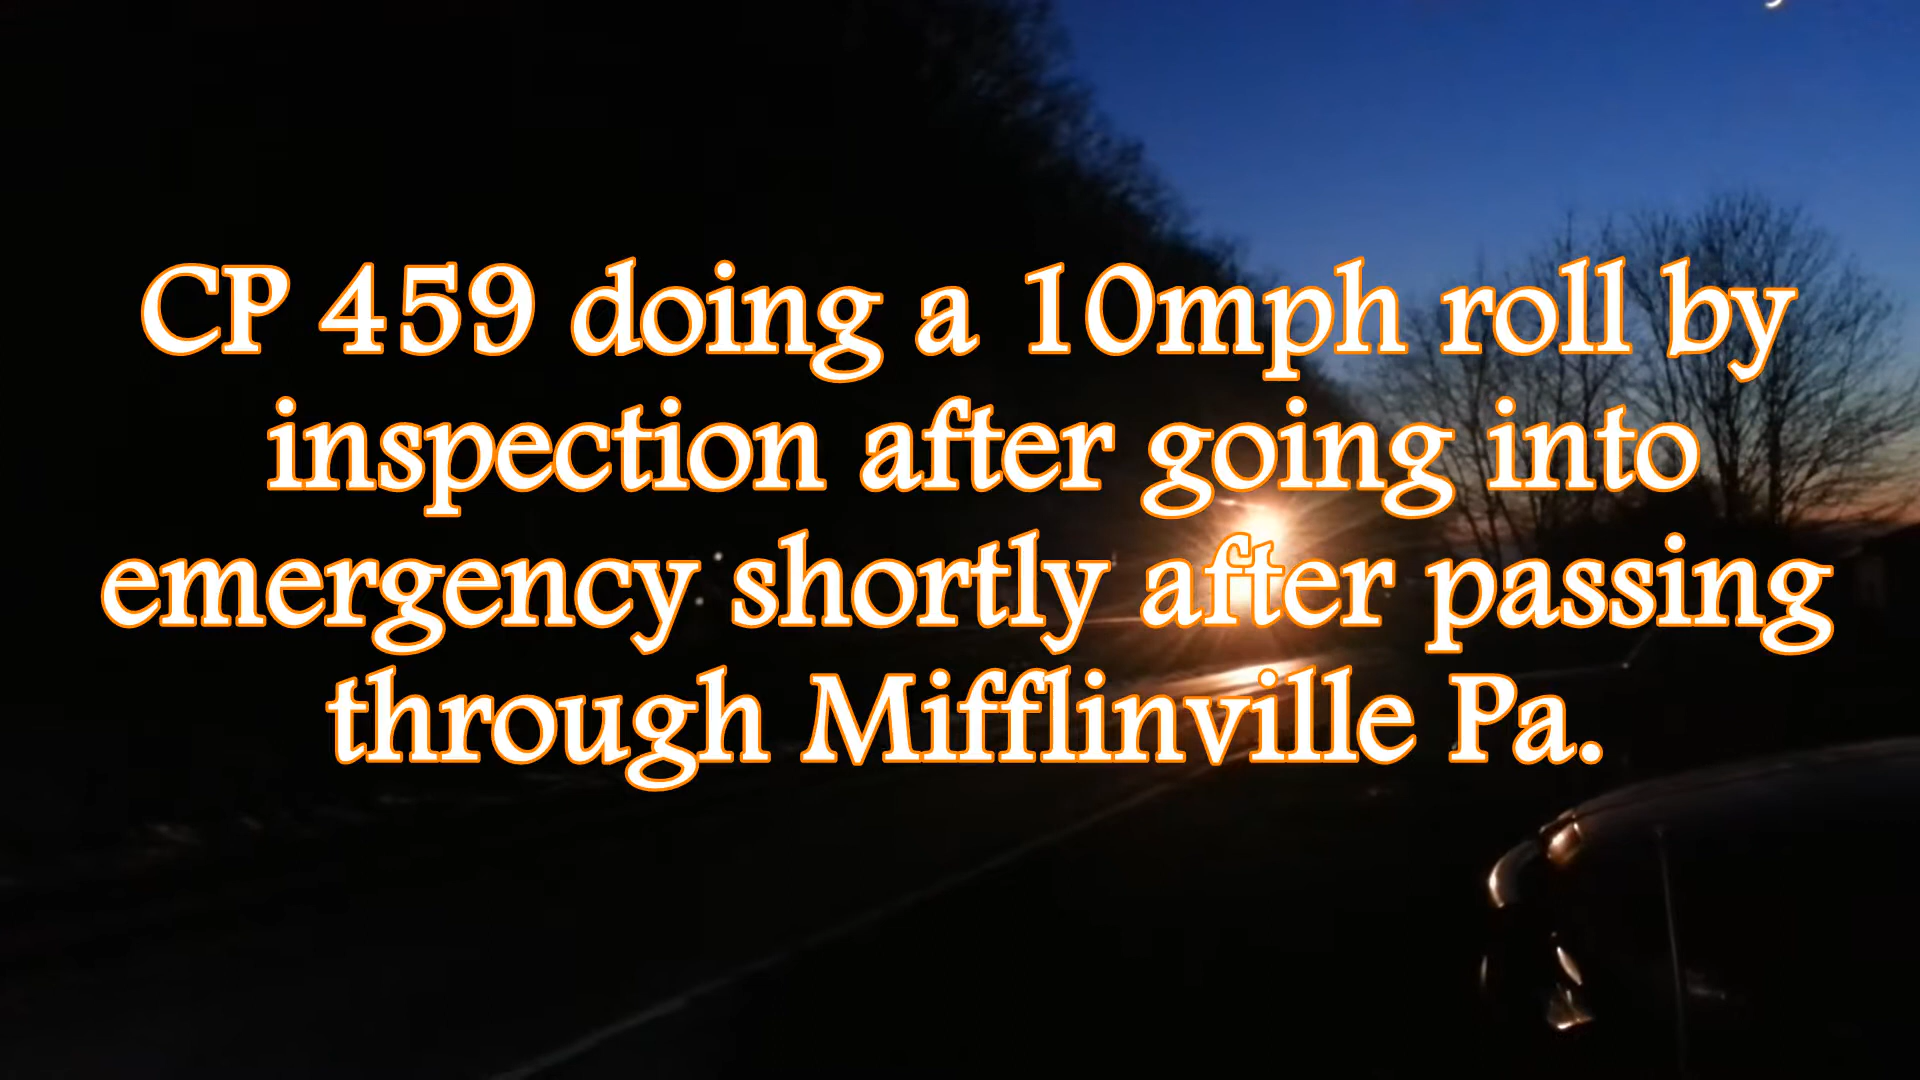 CP 459 doing a 10mph roll by
inspection after going into
emergency shortly after passing
through Mifflinville Pa.